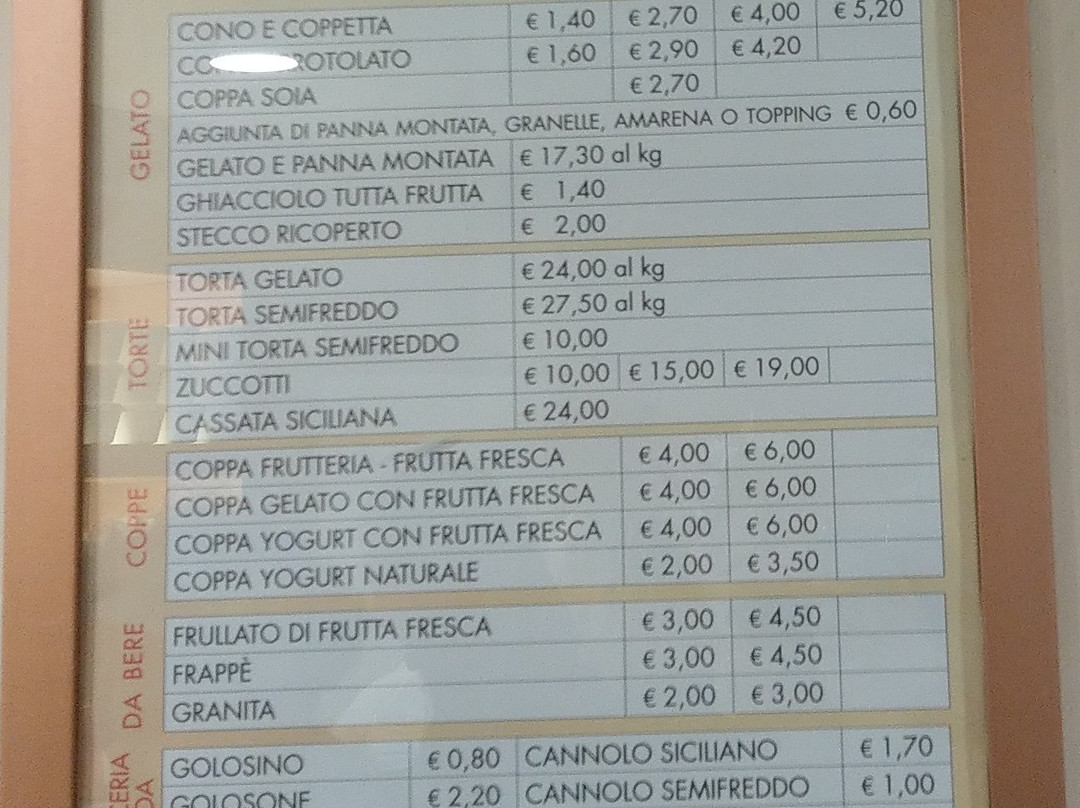 CONO E COPPETTA € 1,40 € 2,70 € 4,00 € 5,20
ROTOLATO € 1,60 € 2,90 € 4,20
COPPA SOIA € 2,70
AGGIUNTA DI PANNA MONTATA, GRANELLE, AMARENA O TOPPING € 0,60
GELATO E PANNA MONTATA € 17,30 al kg
GHIACCIOLO TUTTA FRUTTA € 1,40
STECCO RICOPERTO € 2,00
GELATO
TORTA GELATO € 24,00 al kg
TORTA SEMIFREDDO € 27,50 al kg
MINI TORTA SEMIFREDDO € 10,00
ZUCCOTTI € 10,00 € 15,00 € 19,00
CASSATA SICILIANA € 24,00
TORTE
COPPA FRUTTERIA - FRUTTA FRESCA € 4,00 € 6,00
COPPA GELATO CON FRUTTA FRESCA € 4,00 € 6,00
COPPA YOGURT CON FRUTTA FRESCA € 4,00 € 6,00
COPPA YOGURT NATURALE € 2,00 € 3,50
COPPE
FRULLATO DI FRUTTA FRESCA € 3,00 € 4,50
FRAPPÈ € 3,00 € 4,50
GRANITA € 2,00 € 3,00
DA BERE
GOLOSINO € 0,80 CANNOLO SICILIANO € 1,70
GOLOSONE € 2,20 CANNOLO SEMIFREDDO € 1,00